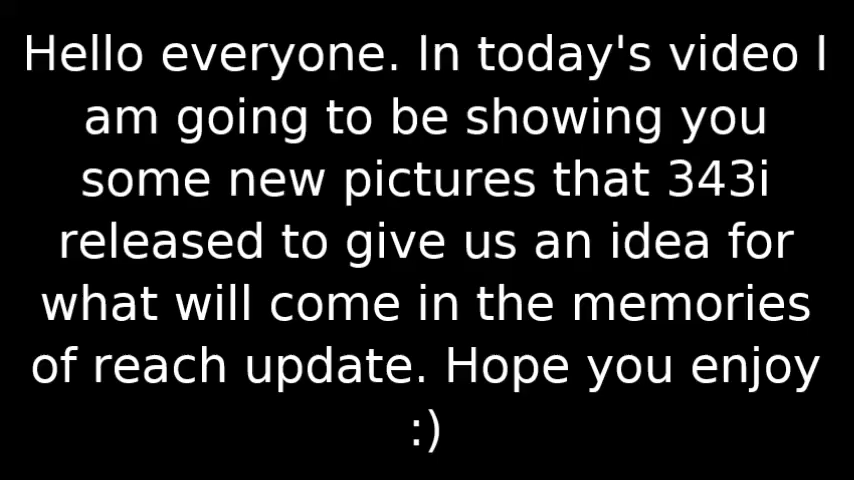 Hello everyone. In today's video I
am going to be showing you
some new pictures that 343i
released to give us an idea for
what will come in the memories
of reach update. Hope you enjoy
:)